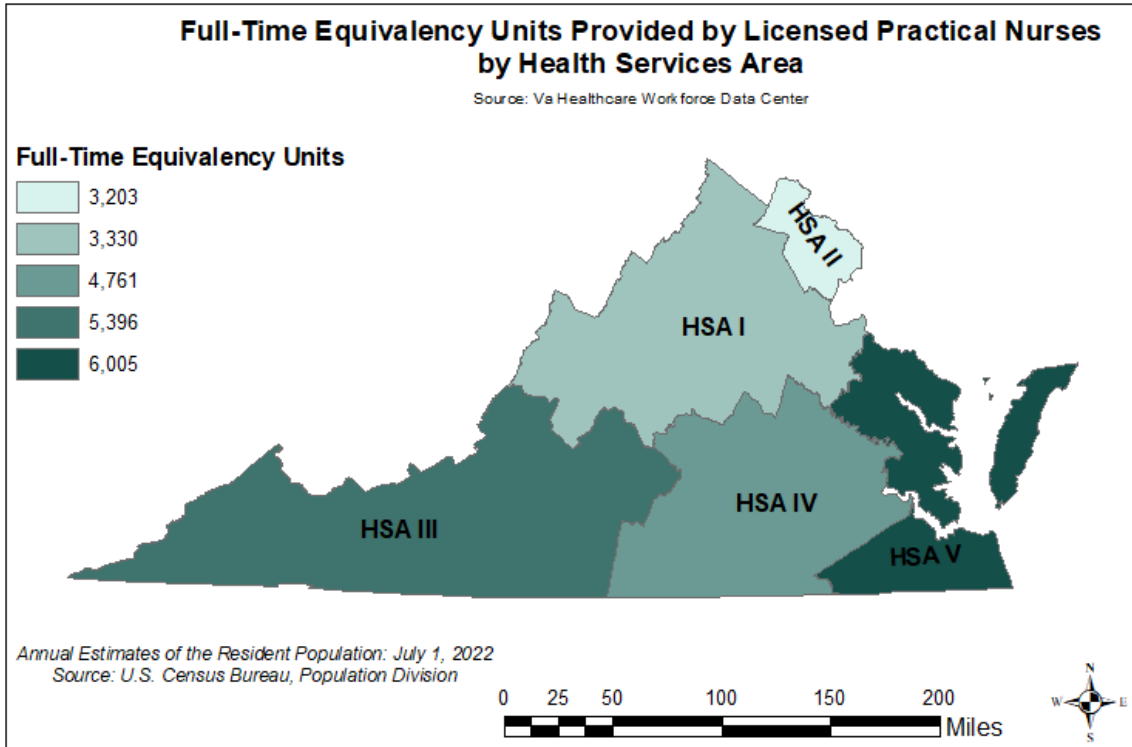 Full-Time Equivalency Units Provided by Licensed Practical Nurses
by Health Services Area
Source: Va Healthcare Workforce Data Center
Full-Time Equivalency Units
3,203
3,330
4,761
5,396
6,005
HSA II
HSA I
HSA IV
HSA III
HSA V
Annual Estimates of the Resident Population: July 1, 2022
Source: U.S. Census Bureau, Population Division
0 25 50 100 150 200
Miles
N
W E
S